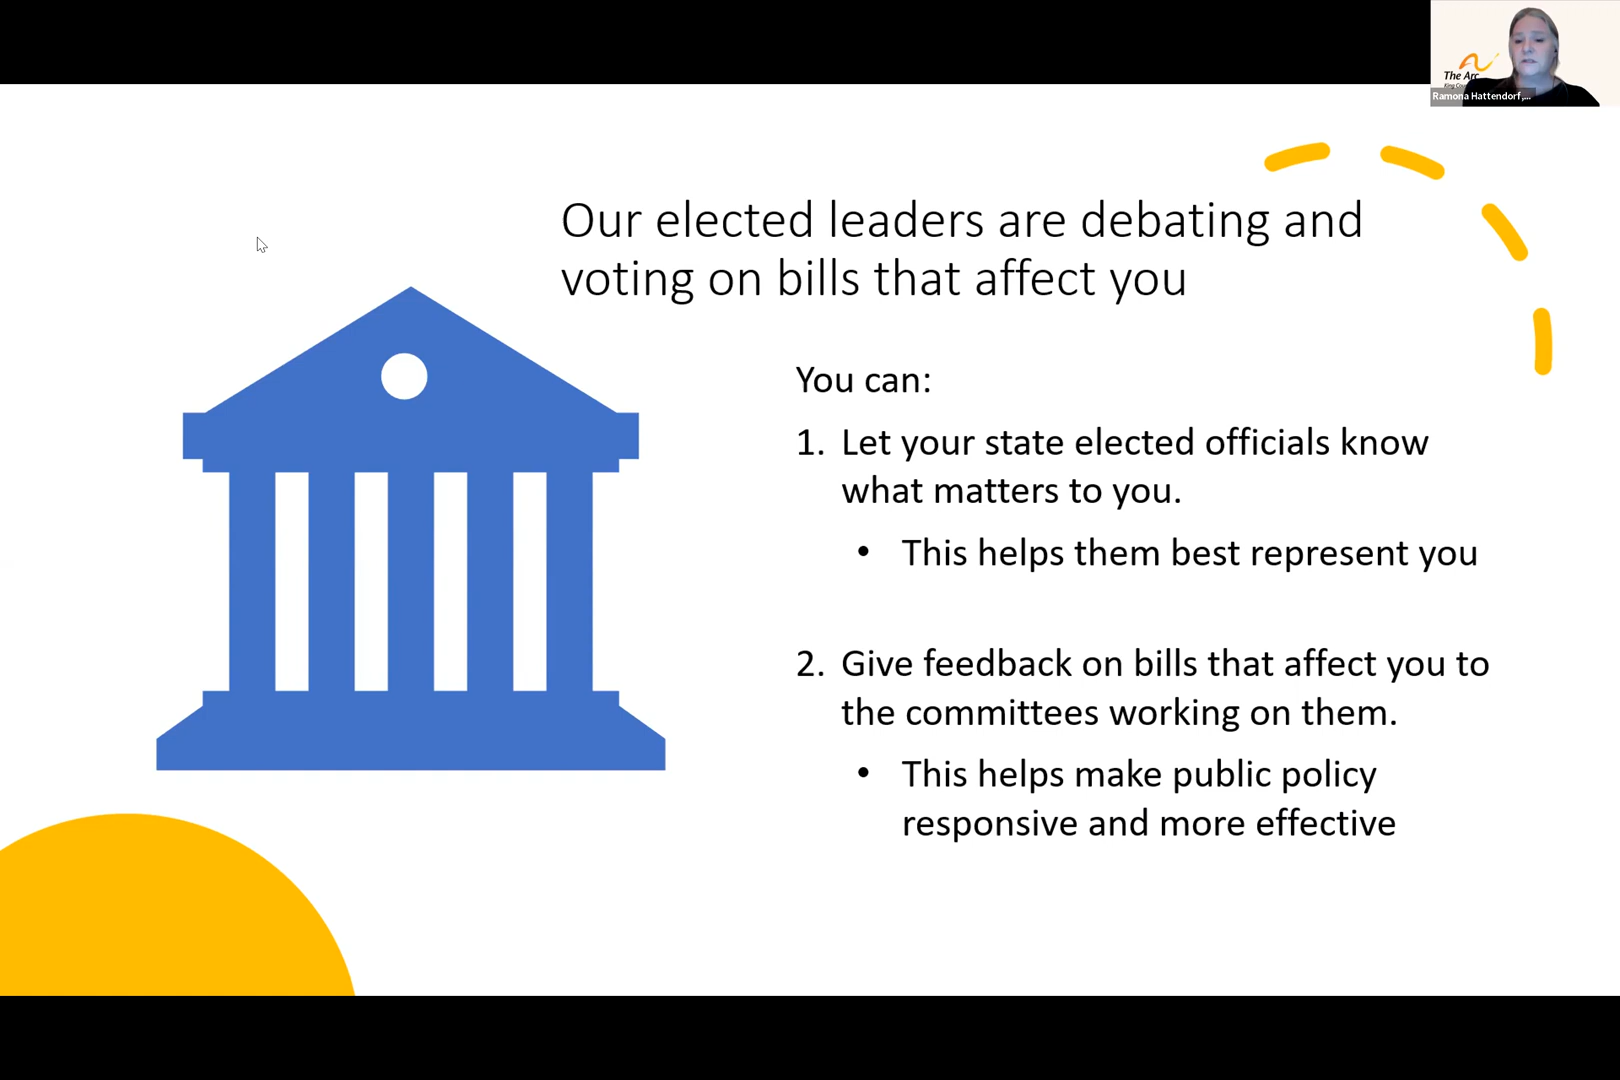 The Arc
Ramona Hattendorf,...
Our elected leaders are debating and
voting on bills that affect you
You can:
1. Let your state elected officials know
what matters to you.
• This helps them best represent you
2. Give feedback on bills that affect you to
the committees working on them.
• This helps make public policy
responsive and more effective